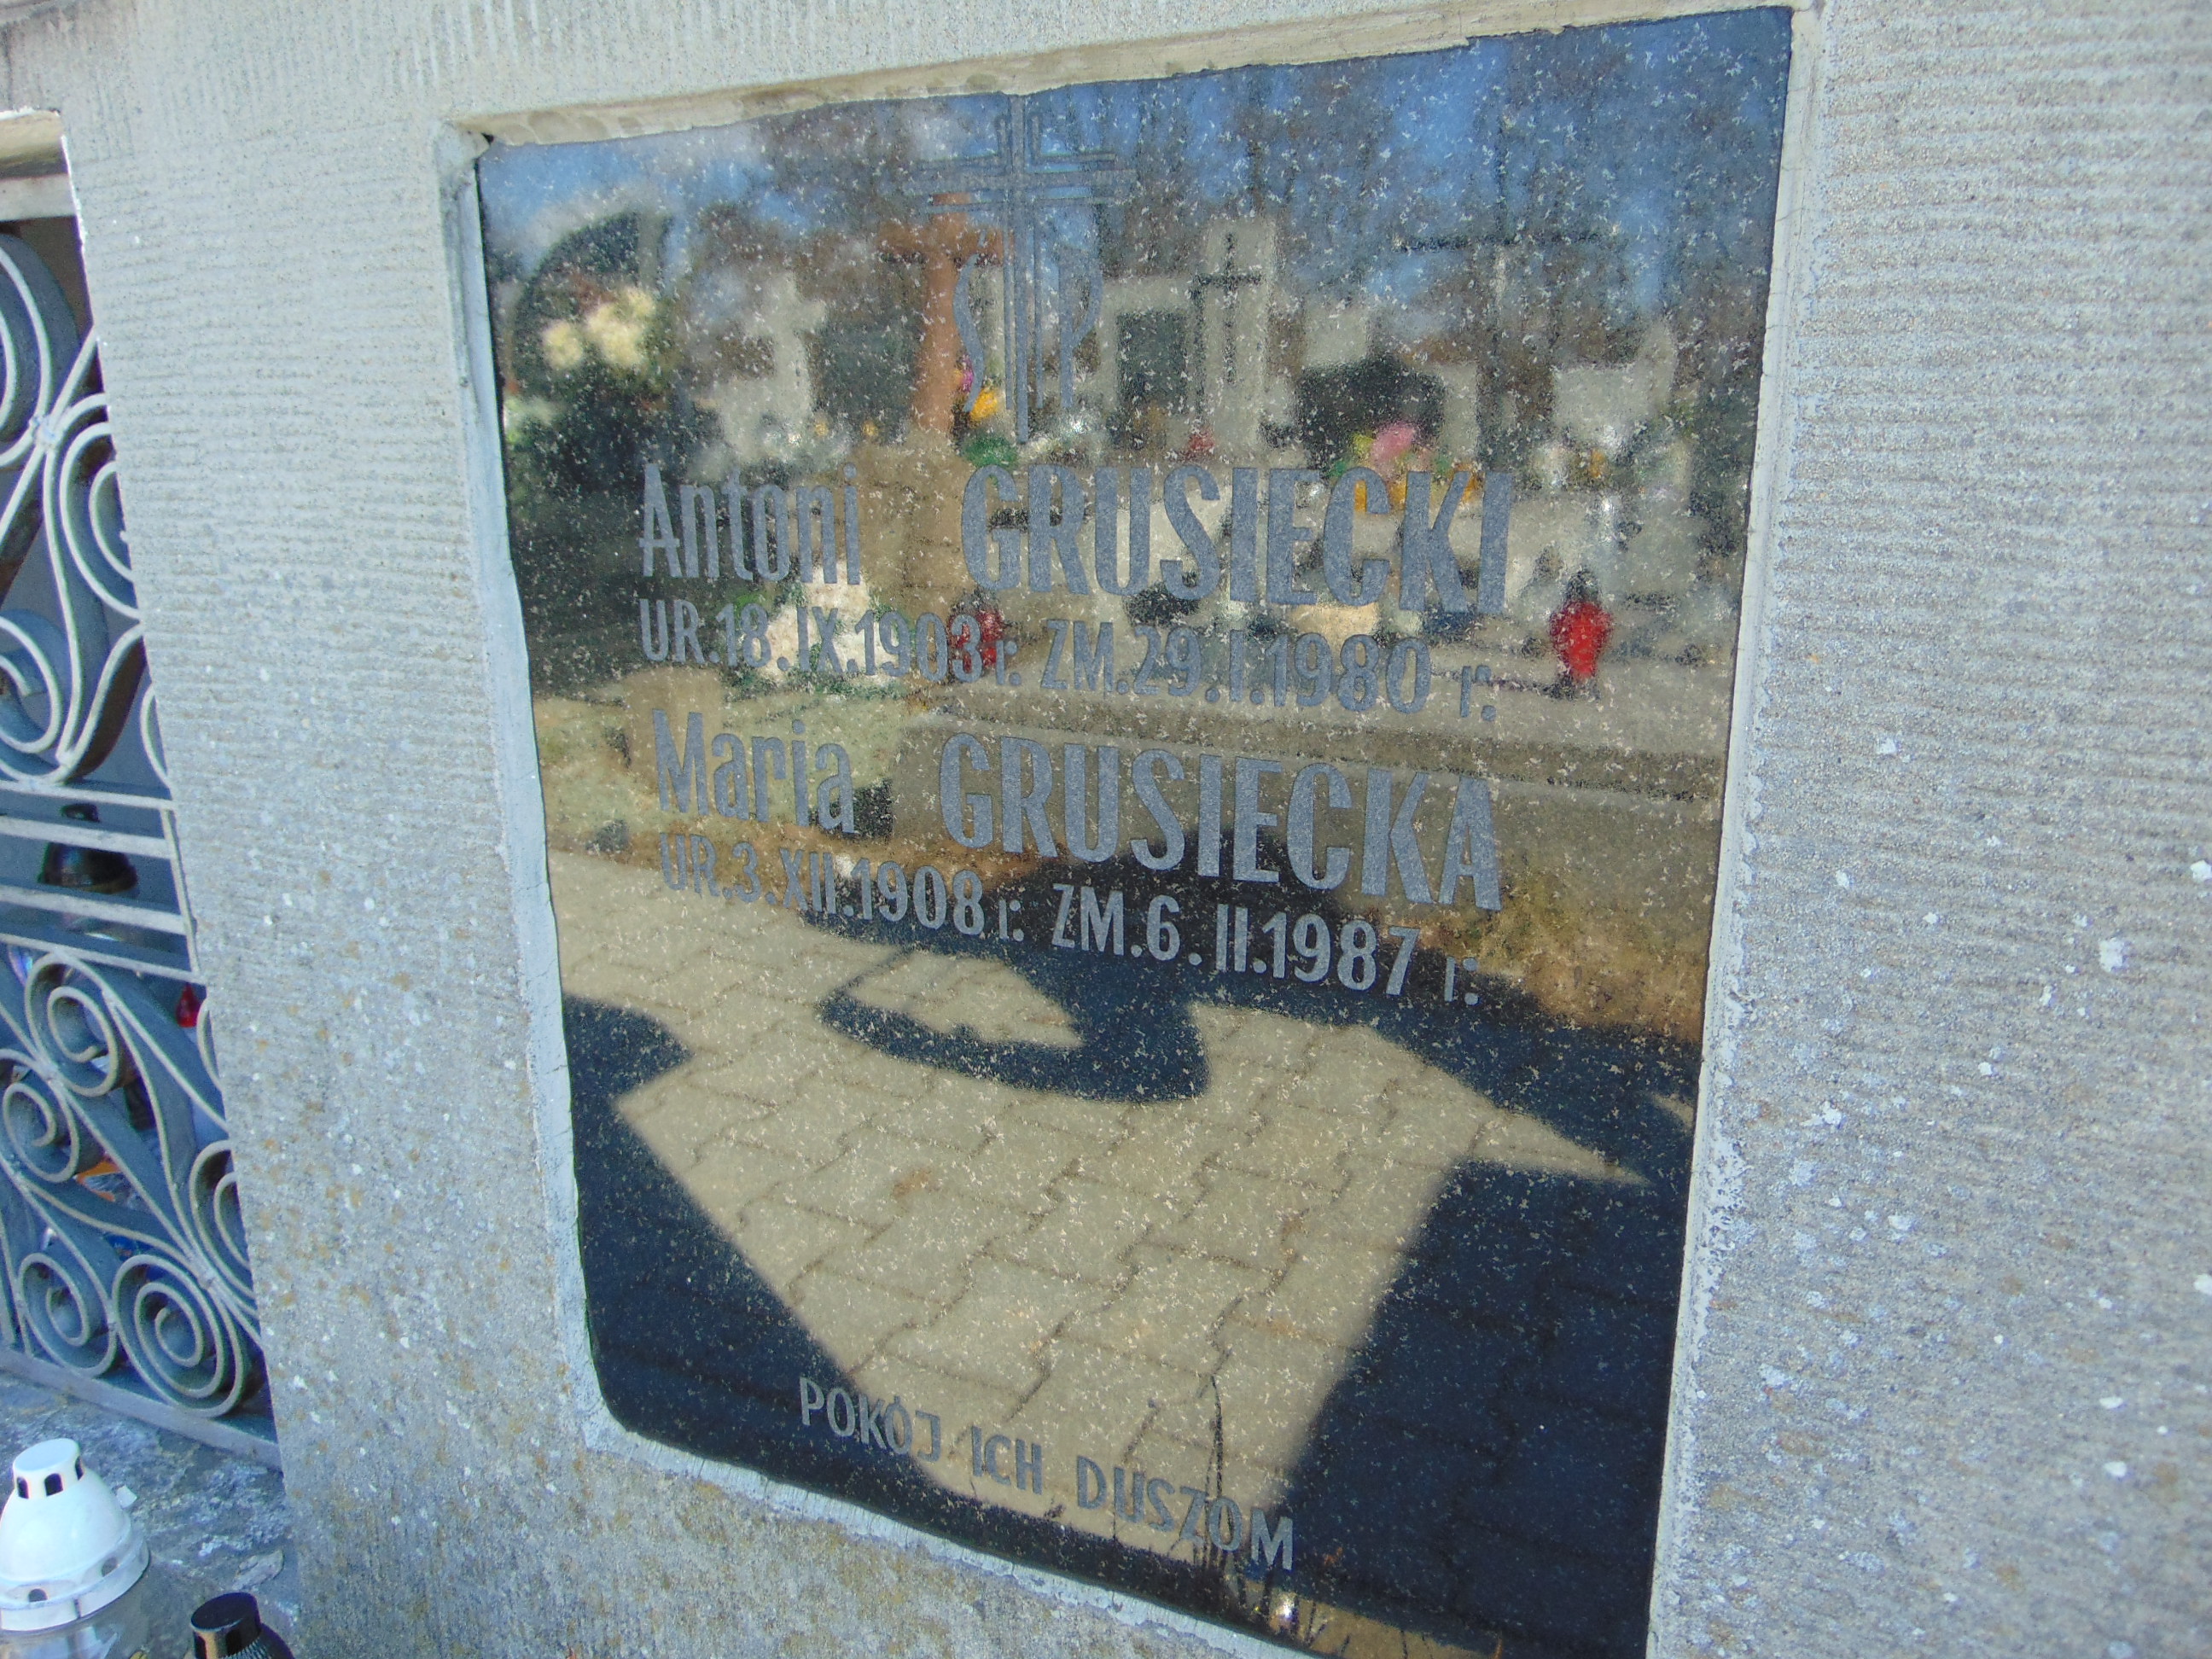 Ś P
Antoni GRUSIECKI
UR.18.IX.1903 r. ZM.29.I.1980 r.
Maria GRUSIECKA
UR.3.XII.1908 r. ZM.6.II.1987 r.
POKÓJ ICH DUSZOM